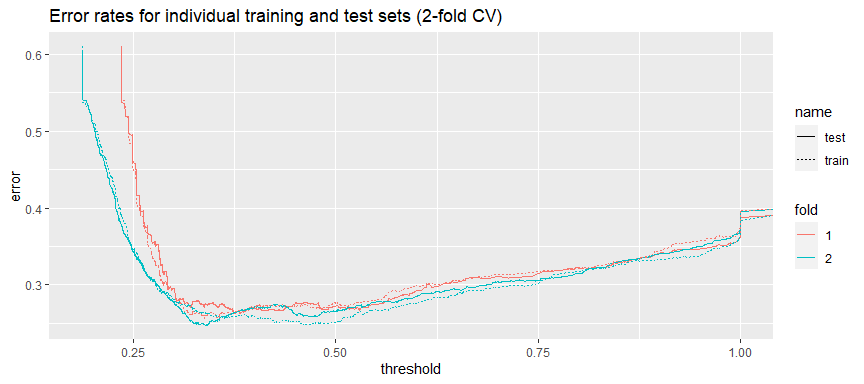 Error rates for individual training and test sets (2-fold CV)
0.6
0.5
0.4
0.3
error
0.25
0.50
0.75
1.00
threshold
name
test
train
fold
1
2